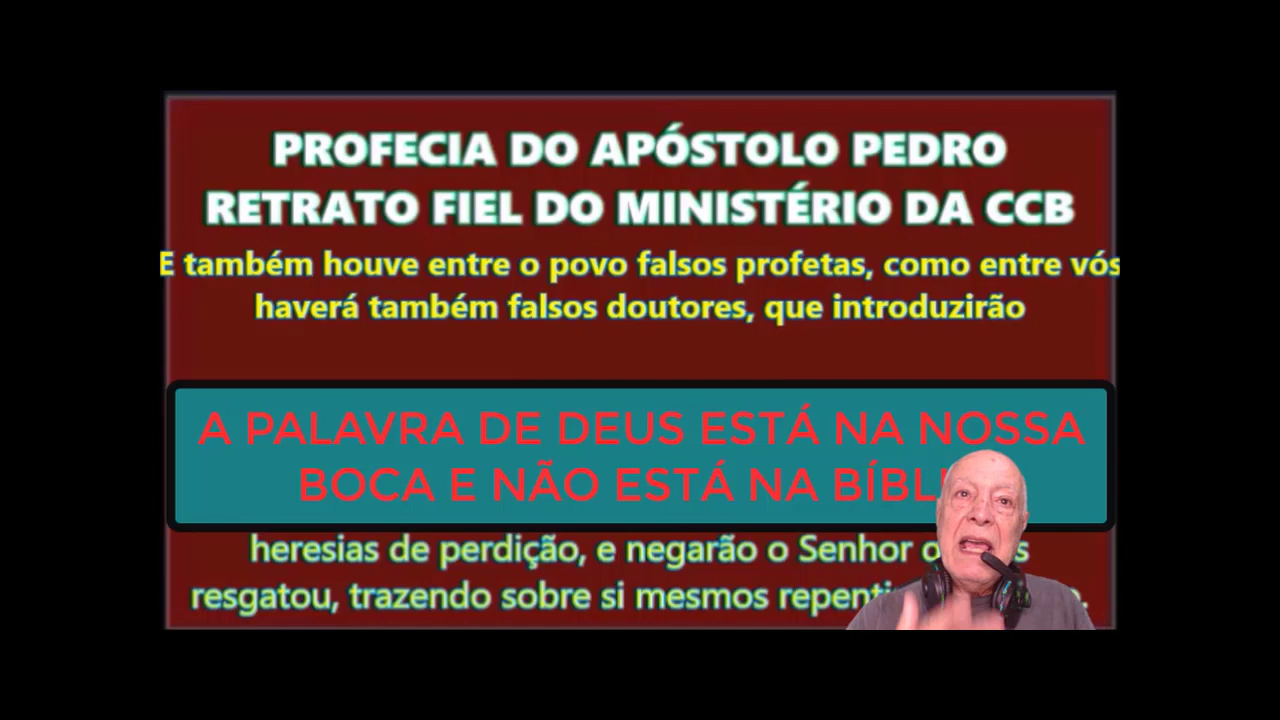 PROFECIA DO APÓSTOLO PEDRO
RETRATO FIEL DO MINISTÉRIO DA CCB
E também houve entre o povo falsos profetas, como entre vós
haverá também falsos doutores, que introduzirão
A PALAVRA DE DEUS ESTÁ NA NOSSA
BOCA E NÃO ESTÁ NA
heresias de perdição, e negarão o Senhor
resgatou, trazendo sobre si mesmos